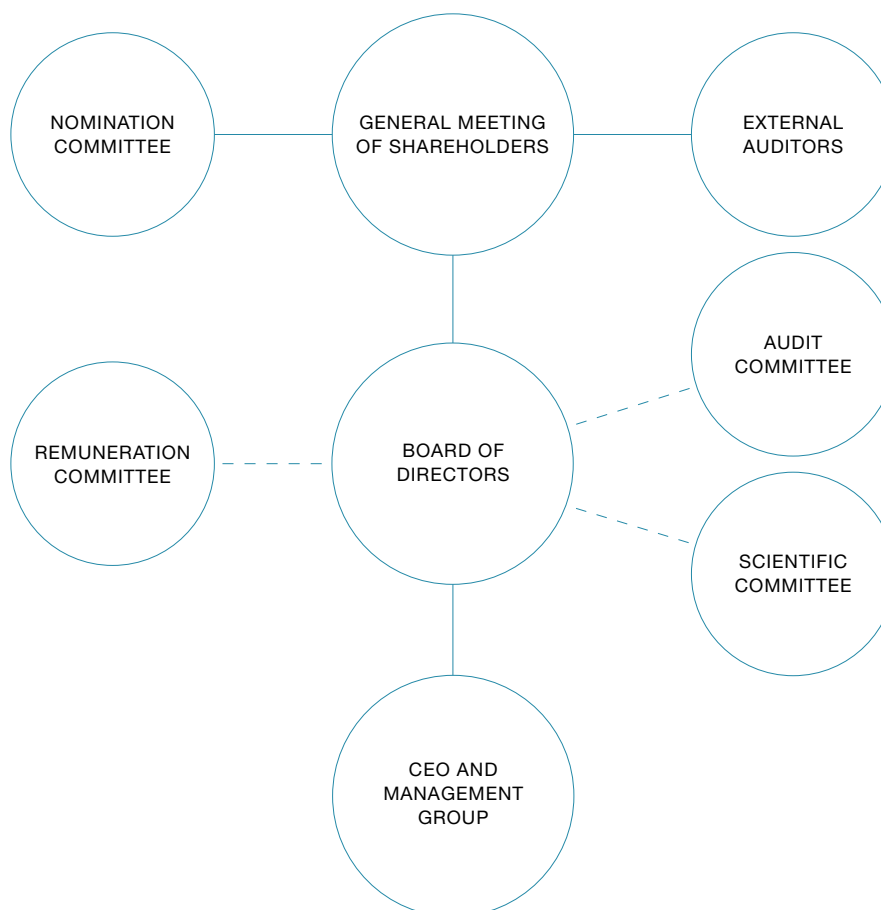 NOMINATION
COMMITTEE
GENERAL MEETING
OF SHAREHOLDERS
EXTERNAL
AUDITORS
AUDIT
COMMITTEE
REMUNERATION
COMMITTEE
BOARD OF
DIRECTORS
SCIENTIFIC
COMMITTEE
CEO AND
MANAGEMENT
GROUP